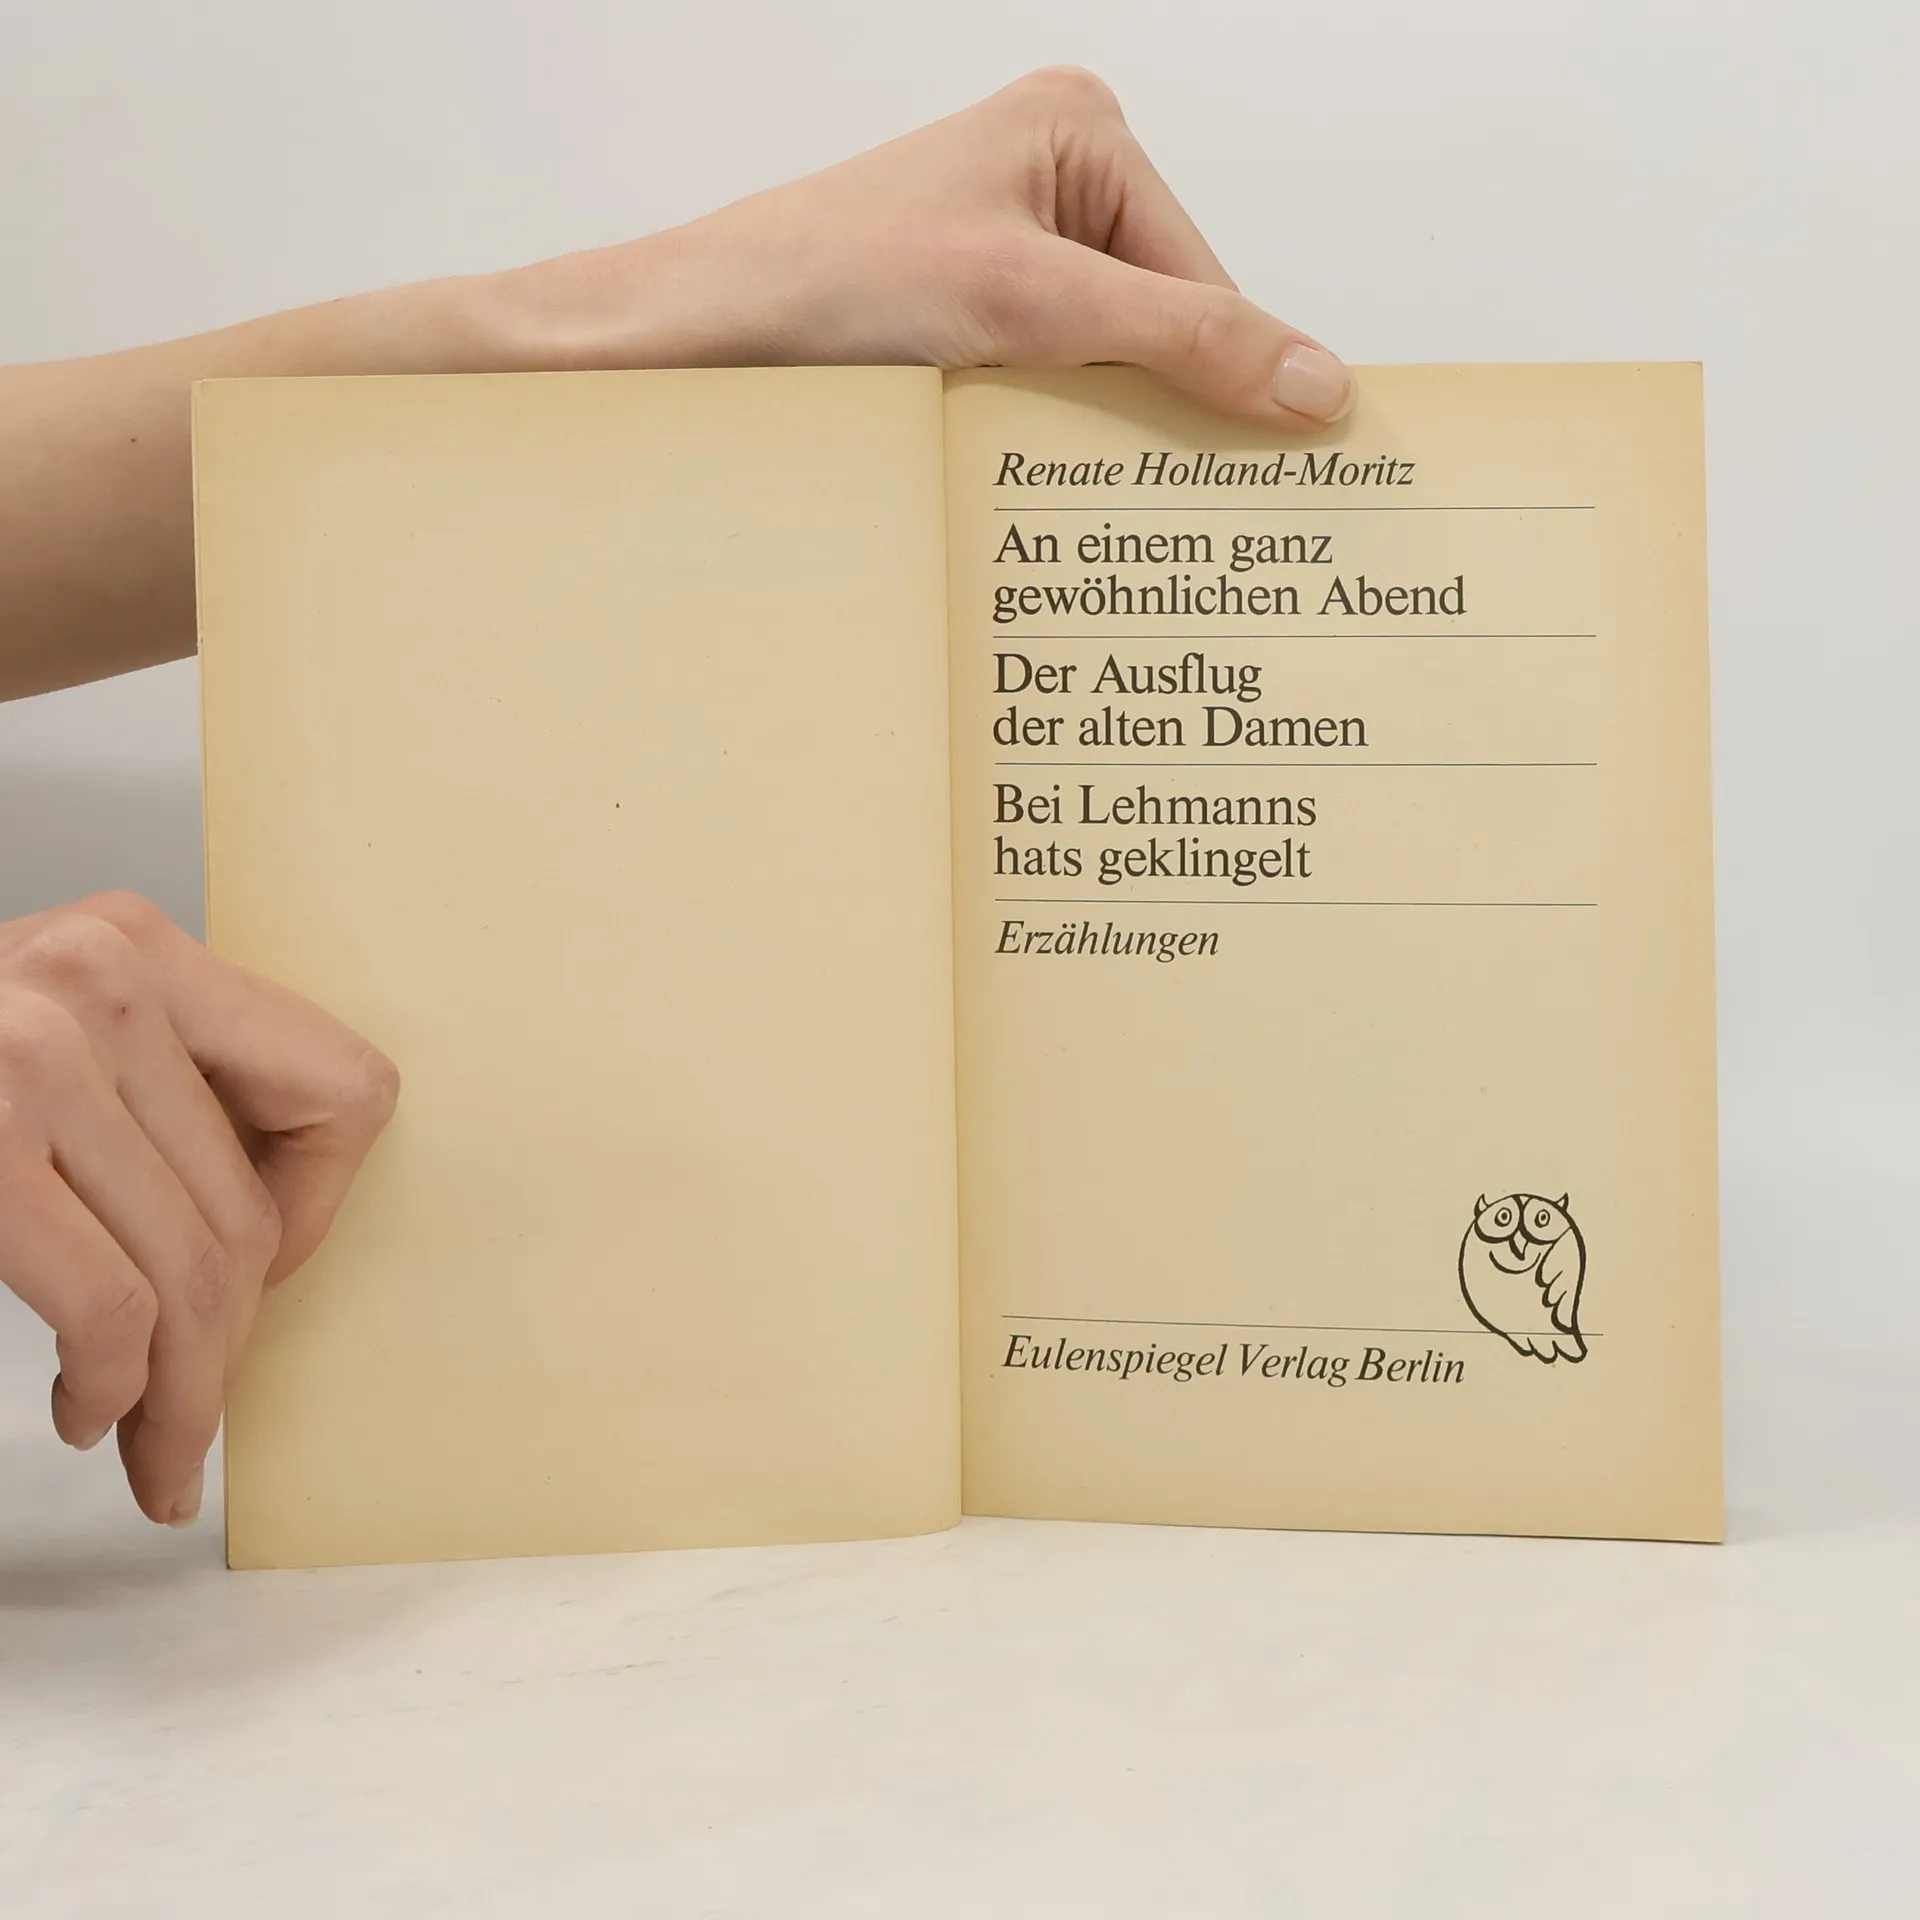 Renate Holland-Moritz
An einem ganz
gewöhnlichen Abend
Der Ausflug
der alten Damen
Bei Lehmanns
hats geklingelt
Erzählungen
Eulenspiegel Verlag Berlin